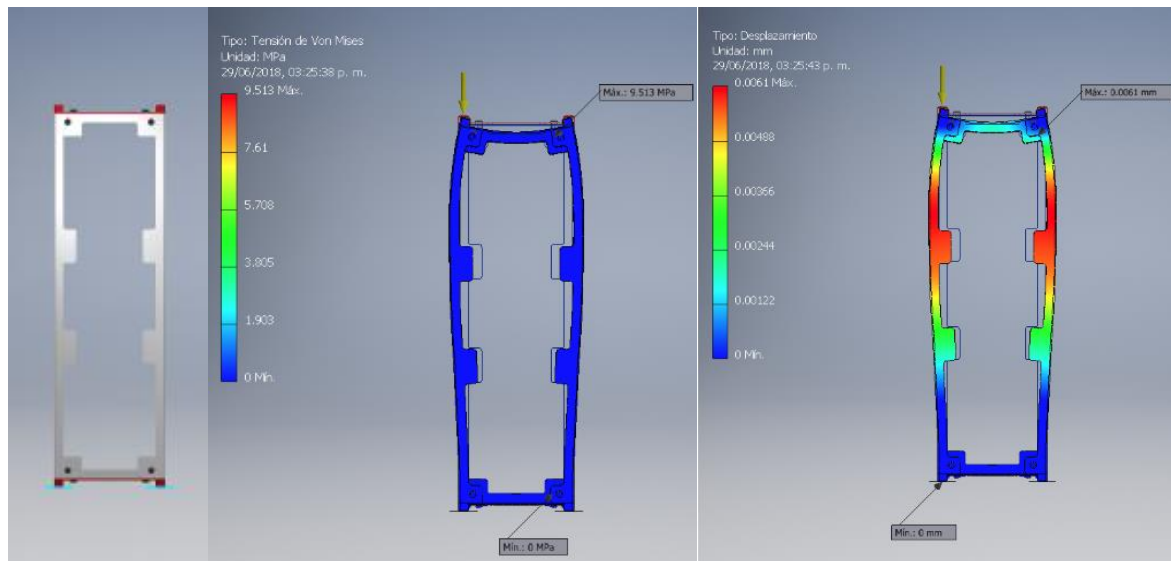 Tipo: Tensión de Von Mises
Unidad: MPa
29/06/2018, 03:25:38 p. m.
9.513 Máx.
7.61
5.708
3.805
1.903
0 Mín.
Máx.: 9.513 MPa
Mín.: 0 MPa
Tipo: Desplazamiento
Unidad: mm
29/06/2018, 03:25:43 p. m.
0.0061 Máx.
0.00488
0.00366
0.00244
0.00122
0 Mín.
Máx.: 0.0061 mm
Mín.: 0 mm